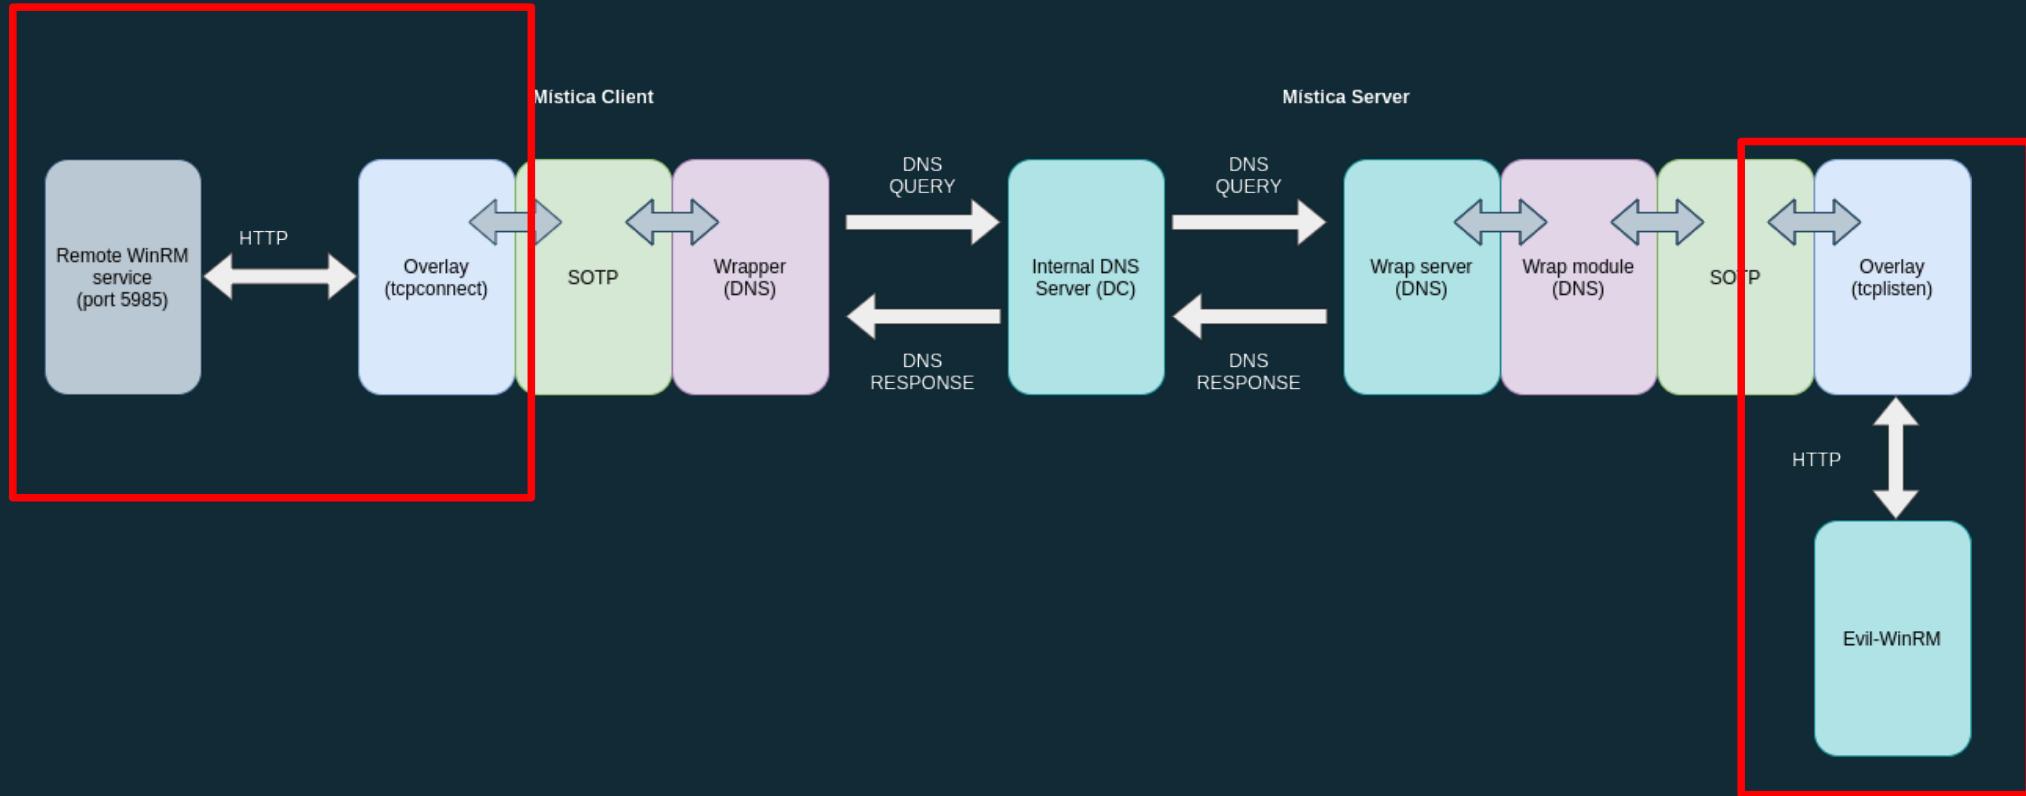 Mística Client
Mística Server
Remote WinRM
service
(port 5985)
HTTP
Overlay
(tcpconnect)
SOTP
Wrapper
(DNS)
DNS
QUERY
DNS
RESPONSE
Internal DNS
Server (DC)
DNS
QUERY
DNS
RESPONSE
Wrap server
(DNS)
Wrap module
(DNS)
SOTP
Overlay
(tcplisten)
HTTP
Evil-WinRM